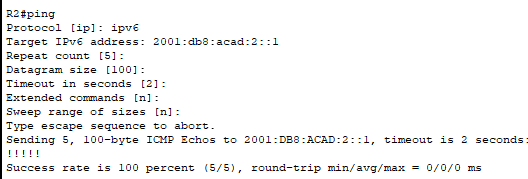 R2#ping
Protocol [ip]: ipv6
Target IPv6 address: 2001:db8:acad:2::1
Repeat count [5]:
Datagram size [100]:
Timeout in seconds [2]:
Extended commands [n]:
Sweep range of sizes [n]:
Type escape sequence to abort.
Sending 5, 100-byte ICMP Echos to 2001:DB8:ACAD:2::1, timeout is 2 seconds:
!!!!!
Success rate is 100 percent (5/5), round-trip min/avg/max = 0/0/0 ms